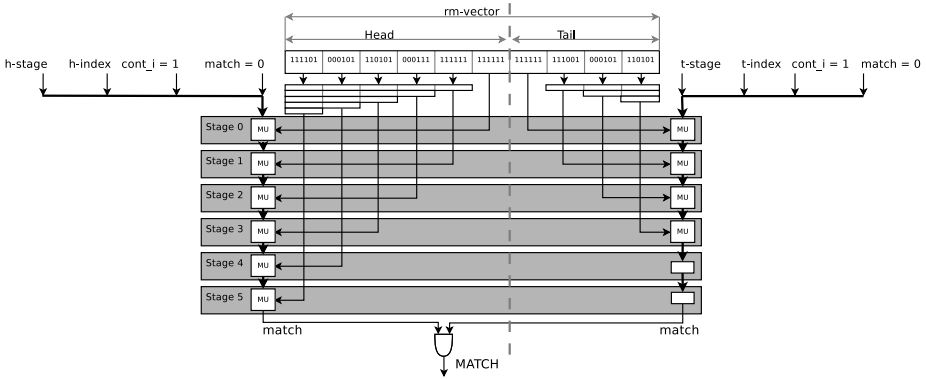 rm-vector
Head Tail
h-stage h-index cont_i = 1 match = 0 111101 000101 110101 000111 111111 111111 111111 111001 000101 110101 t-stage t-index cont_i = 1 match = 0
Stage 0 MU MU
Stage 1 MU MU
Stage 2 MU MU
Stage 3 MU MU
Stage 4 MU
Stage 5 MU
match match
MATCH